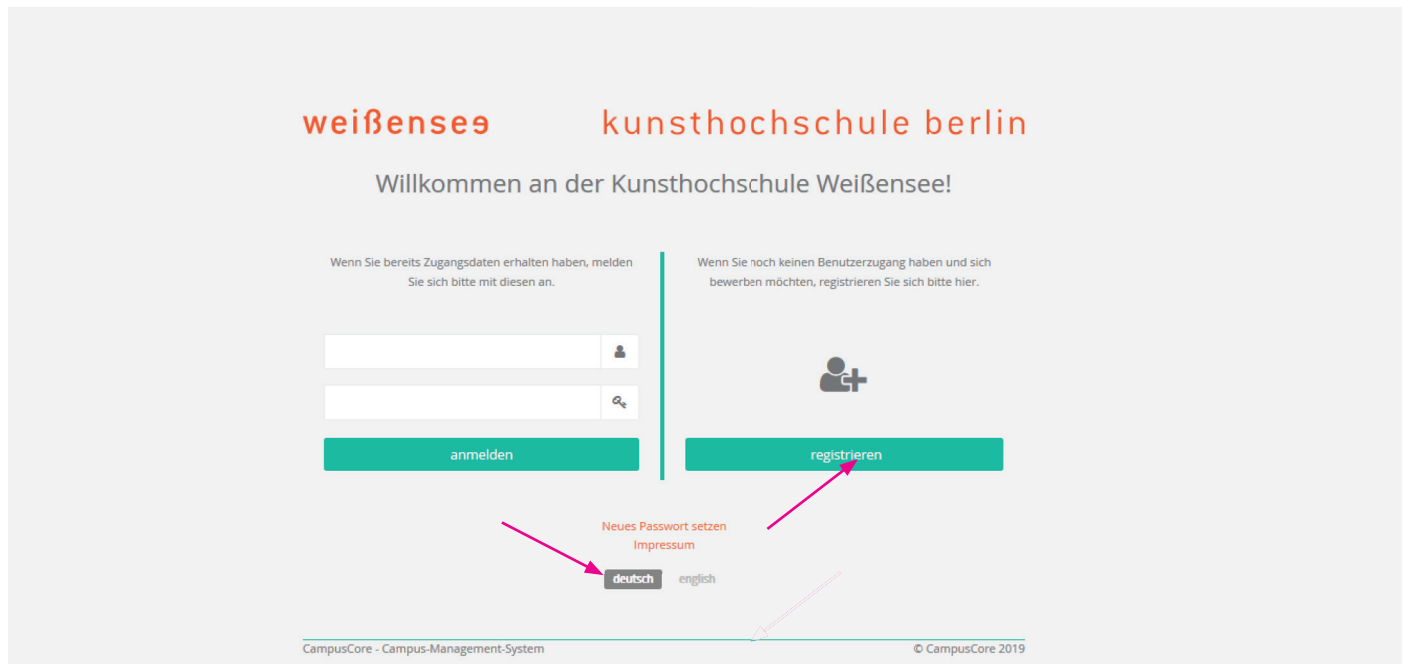 weißensee kunsthochschule berlin
Willkommen an der Kunsthochschule Weißensee!
Wenn Sie bereits Zugangsdaten erhalten haben, melden
Sie sich bitte mit diesen an.
anmelden
Wenn Sie noch keinen Benutzerzugang haben und sich
bewerben möchten, registrieren Sie sich bitte hier.
registrieren
Neues Passwort setzen
Impressum
deutsch english
CampusCore - Campus-Management-System © CampusCore 2019